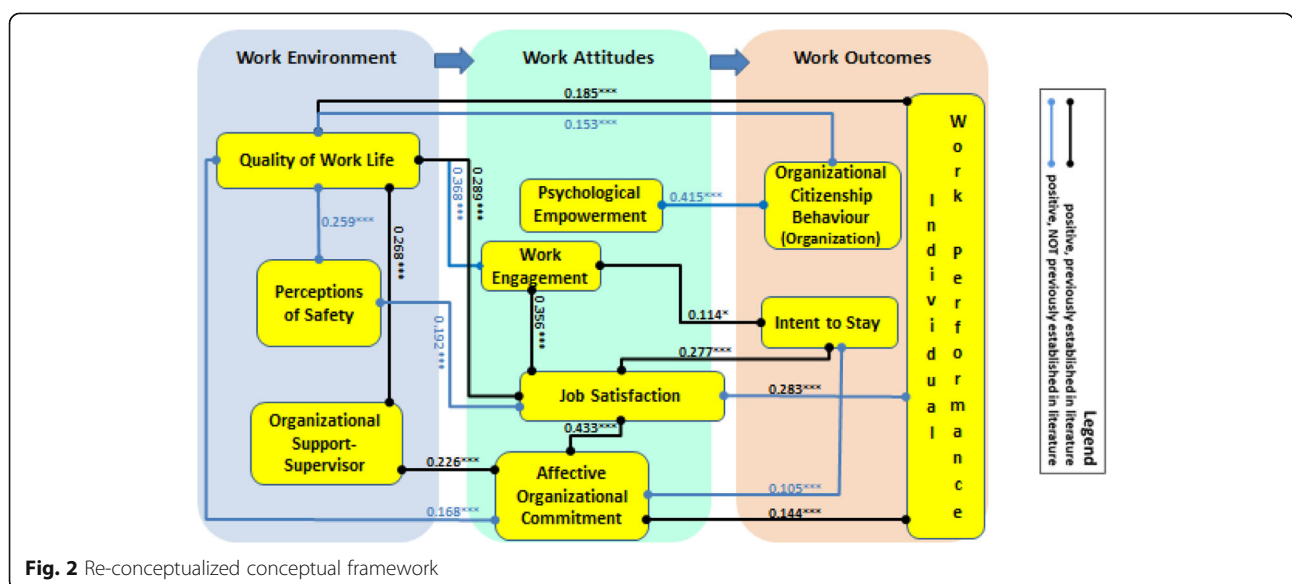 Work Environment
Work Attitudes
Work Outcomes
0.185***
0.153***
Quality of Work Life
0.259***
0.268***
0.368***
0.289***
Psychological
Empowerment
0.415***
Organizational
Citizenship
Behaviour
(Organization)
Work
Engagement
Perceptions
of Safety
0.192***
0.356***
0.114*
Intent to Stay
0.277***
Job Satisfaction
0.283***
0.433***
Organizational
Support-
Supervisor
0.226***
Affective
Organizational
Commitment
0.168***
0.105***
0.144***
Individual
Work Performance
Legend
positive, previously established in literature
positive, NOT previously established in literature
Fig. 2 Re-conceptualized conceptual framework